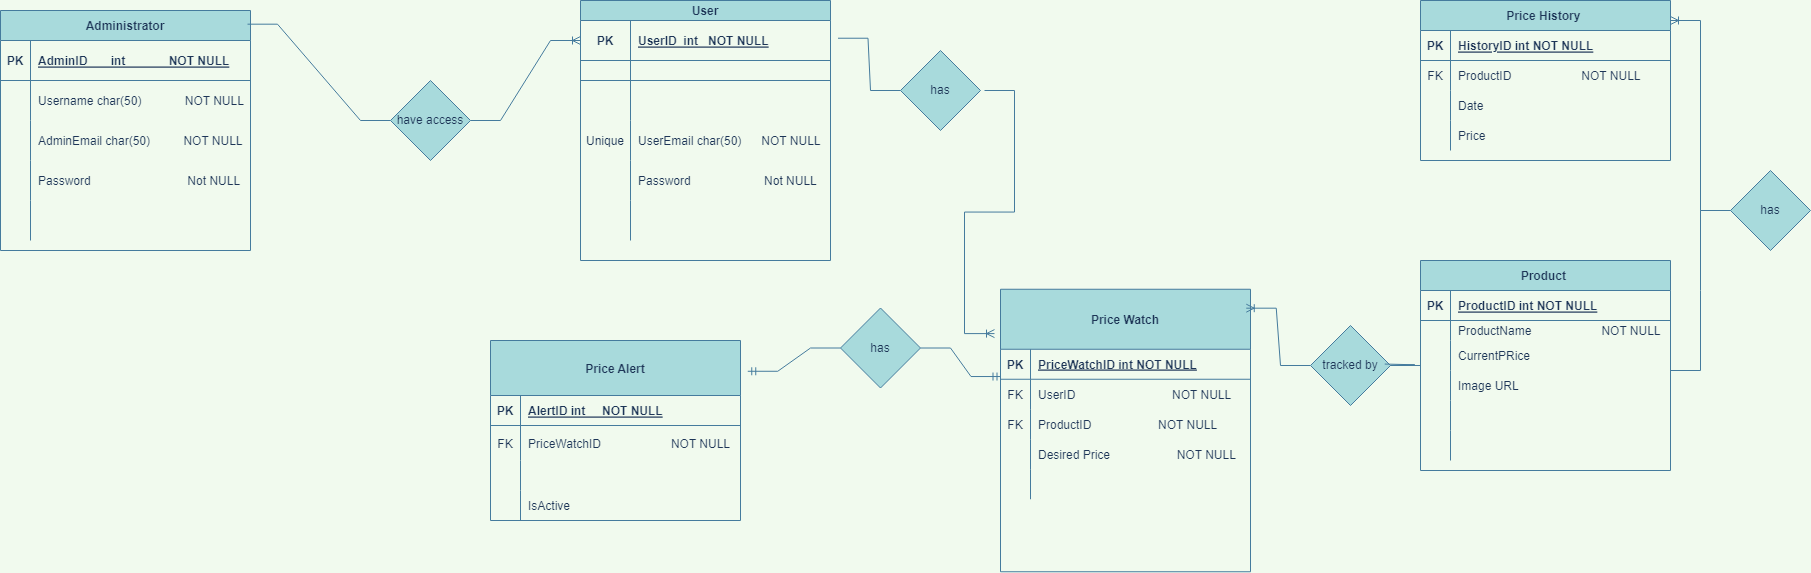 Administrator
PK AdminID int NOT NULL
Username char(50) NOT NULL
AdminEmail char(50) NOT NULL
Password Not NULL
have access
User
PK UserID int NOT NULL
Unique UserEmail char(50) NOT NULL
Password Not NULL
has
Price History
PK HistoryID int NOT NULL
FK ProductID NOT NULL
Date
Price
has
Product
PK ProductID int NOT NULL
ProductName NOT NULL
CurrentPRice
Image URL
tracked by
Price Watch
PK PriceWatchID int NOT NULL
FK UserID NOT NULL
FK ProductID NOT NULL
Desired Price NOT NULL
has
Price Alert
PK AlertID int NOT NULL
FK PriceWatchID NOT NULL
IsActive